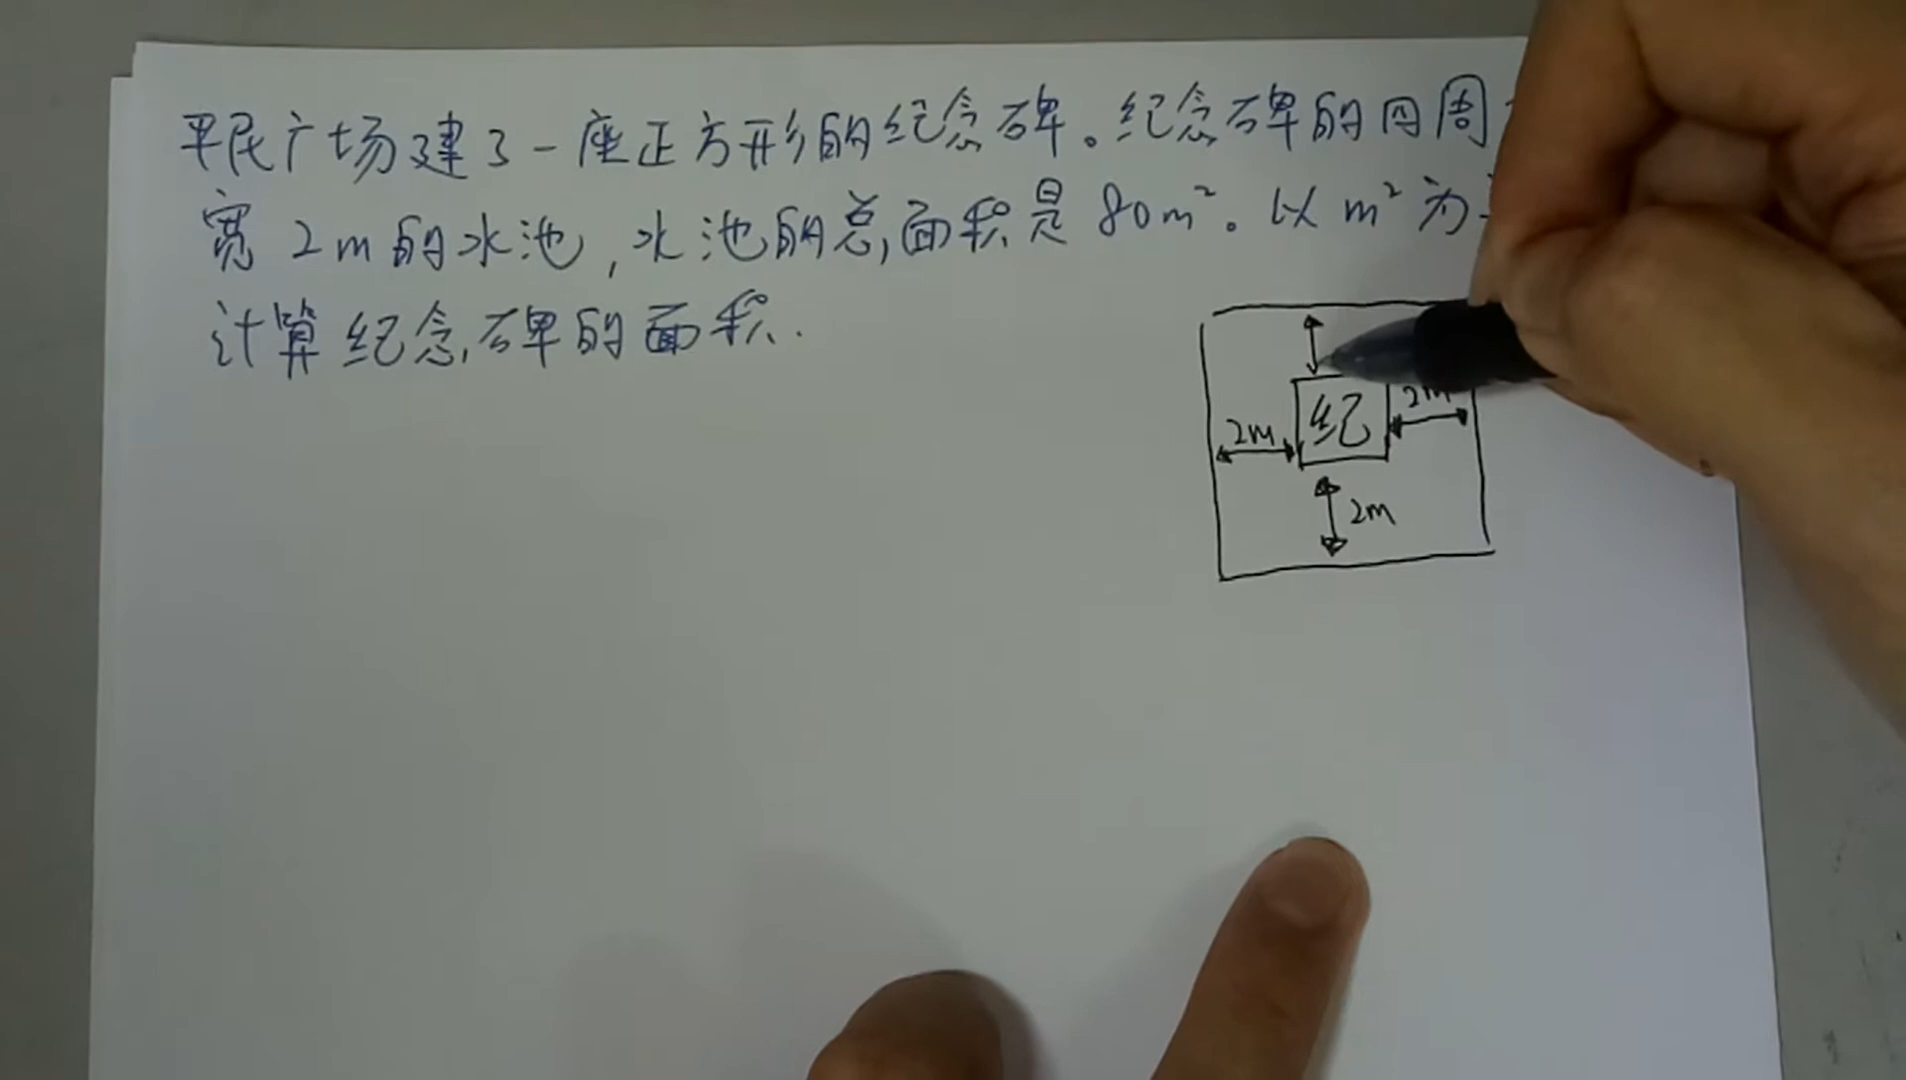 平民广场建了一座正方形的纪念碑。纪念碑的四周
宽2m的水池,水池的总面积是80m²。以m²为
计算纪念碑的面积.
2m
纪
2m
2m